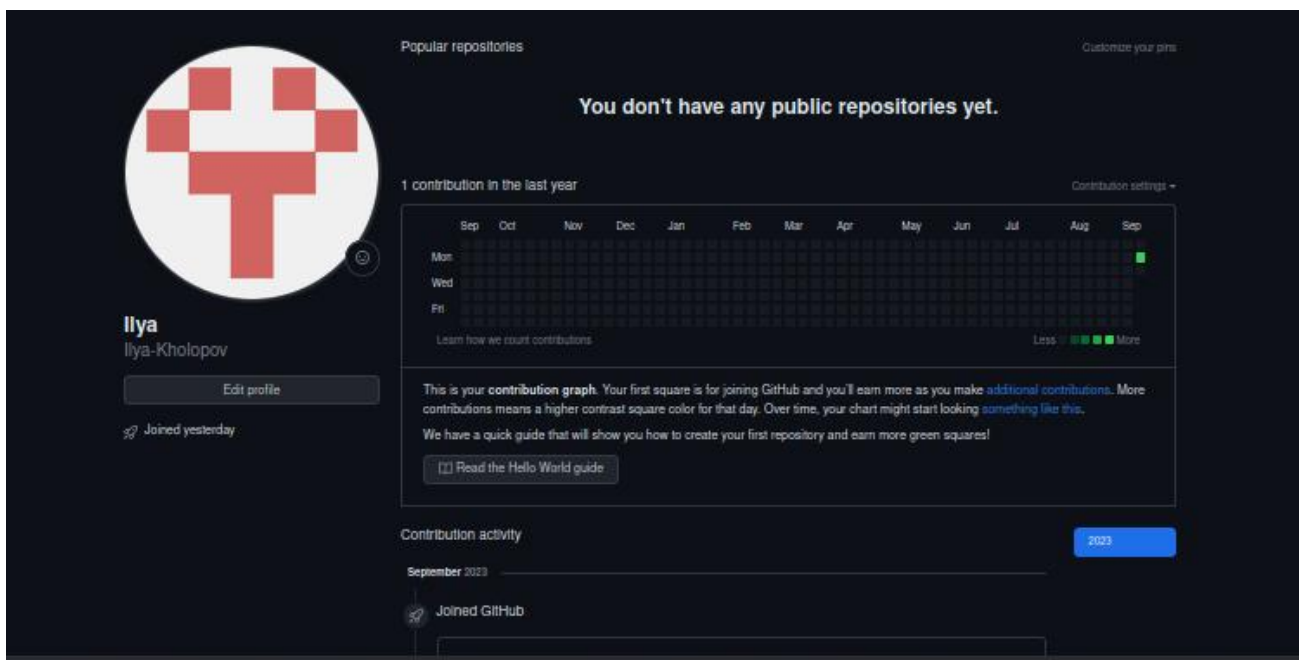 Popular repositories
Customize your pins
You don't have any public repositories yet.
1 contribution in the last year
Contribution settings
Sep Oct Nov Dec Jan Feb Mar Apr May Jun Jul Aug Sep
Mon
Wed
Fri
Learn how we count contributions
Less More
Ilya
Ilya-Kholopov
Edit profile
Joined yesterday
This is your contribution graph. Your first square is for joining GitHub and you'll earn more as you make additional contributions. More
contributions means a higher contrast square color for that day. Over time, your chart might start looking something like this.
We have a quick guide that will show you how to create your first repository and earn more green squares!
Read the Hello World guide
Contribution activity
2023
September 2023
Joined GitHub